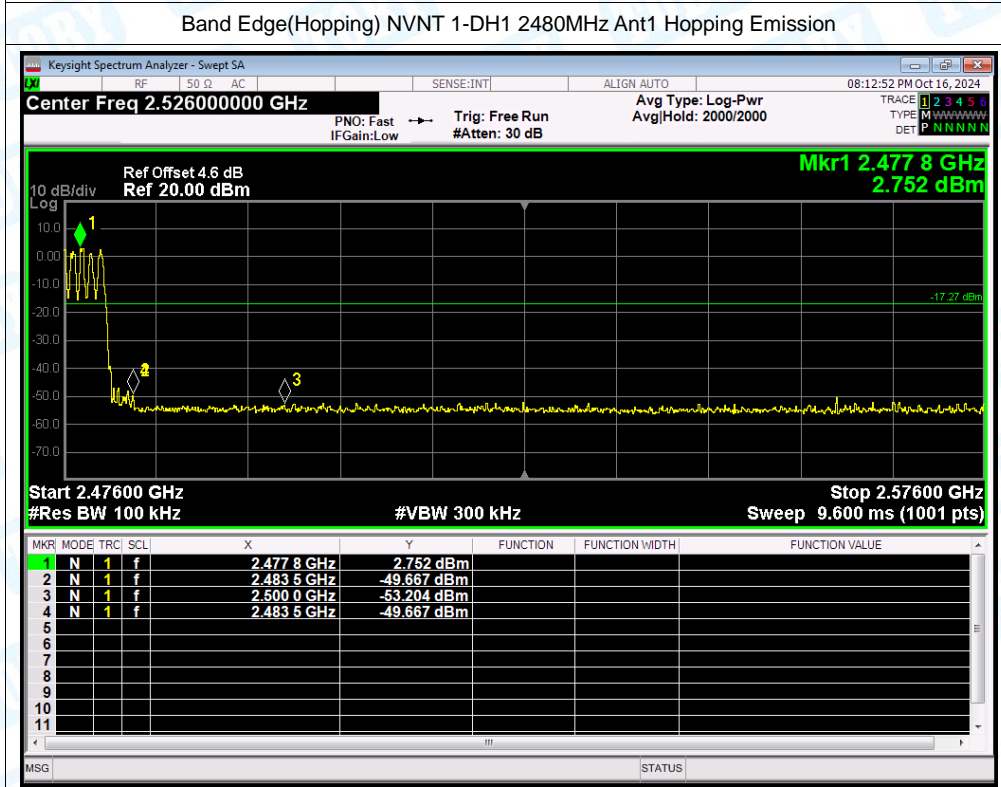 Band Edge(Hopping) NVNT 1-DH1 2480MHz Ant1 Hopping Emission
Keysight Spectrum Analyzer - Swept SA
LXI RF 50 Ω AC SENSE:INT ALIGN AUTO 08:12:52 PM Oct 16, 2024
Center Freq 2.526000000 GHz
PNO: Fast
IFGain:Low
Trig: Free Run
#Atten: 30 dB
Avg Type: Log-Pwr
Avg|Hold: 2000/2000
TRACE 1 2 3 4 5 6
TYPE M WWWWW
DET P N N N N N
Mkr1 2.477 8 GHz
2.752 dBm
Ref Offset 4.6 dB
10 dB/div Ref 20.00 dBm
Log
10.0
0.00
-10.0
-20.0
-30.0
-40.0
-50.0
-60.0
-70.0
1
3
-17.27 dBm
Start 2.47600 GHz Stop 2.57600 GHz
#Res BW 100 kHz #VBW 300 kHz Sweep 9.600 ms (1001 pts)
MKR MODE TRC SCL X Y FUNCTION FUNCTION WIDTH FUNCTION VALUE
1 N 1 f 2.477 8 GHz 2.752 dBm
2 N 1 f 2.483 5 GHz -49.667 dBm
3 N 1 f 2.500 0 GHz -53.204 dBm
4 N 1 f 2.483 5 GHz -49.667 dBm
5
6
7
8
9
10
11
MSG STATUS